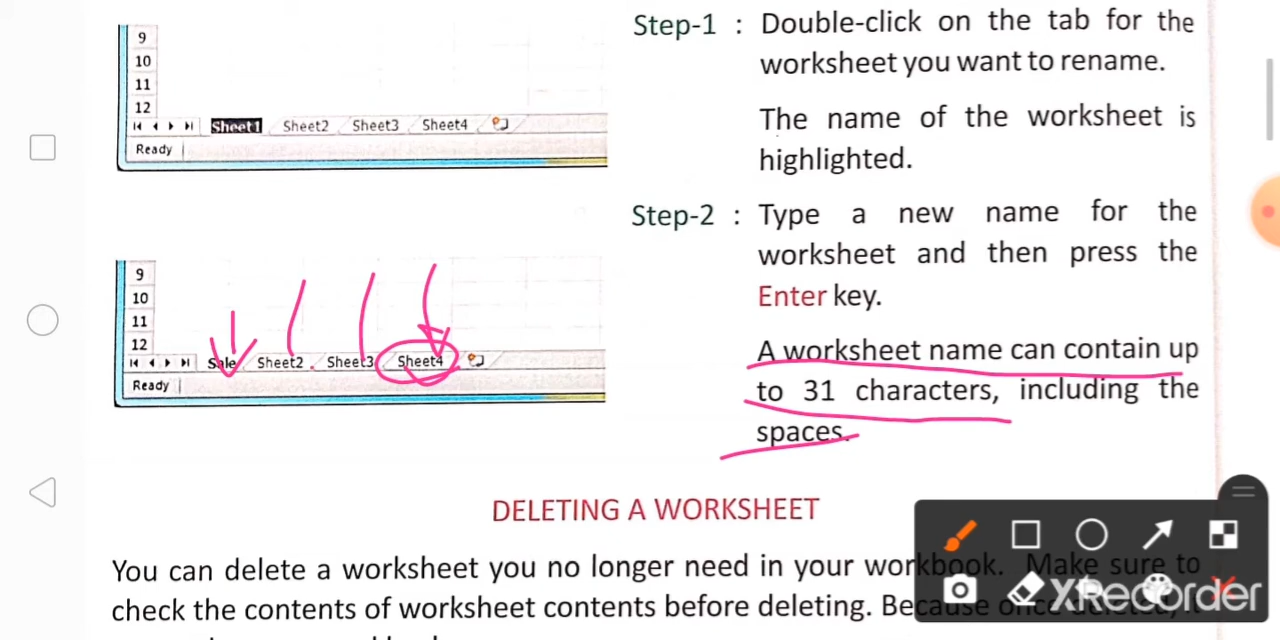 9
10
11
12
Sheet1 Sheet2 Sheet3 Sheet4
Ready
Step-1 : Double-click on the tab for the
worksheet you want to rename.
The name of the worksheet is
highlighted.
Step-2 : Type a new name for the
worksheet and then press the
Enter key.
9
10
11
12
Sale Sheet2 Sheet3 Sheet4
Ready
A worksheet name can contain up
to 31 characters, including the
spaces.
DELETING A WORKSHEET
You can delete a worksheet you no longer need in your workbook. Make sure to
check the contents of worksheet contents before deleting. Because once deleted, it
XRecorder